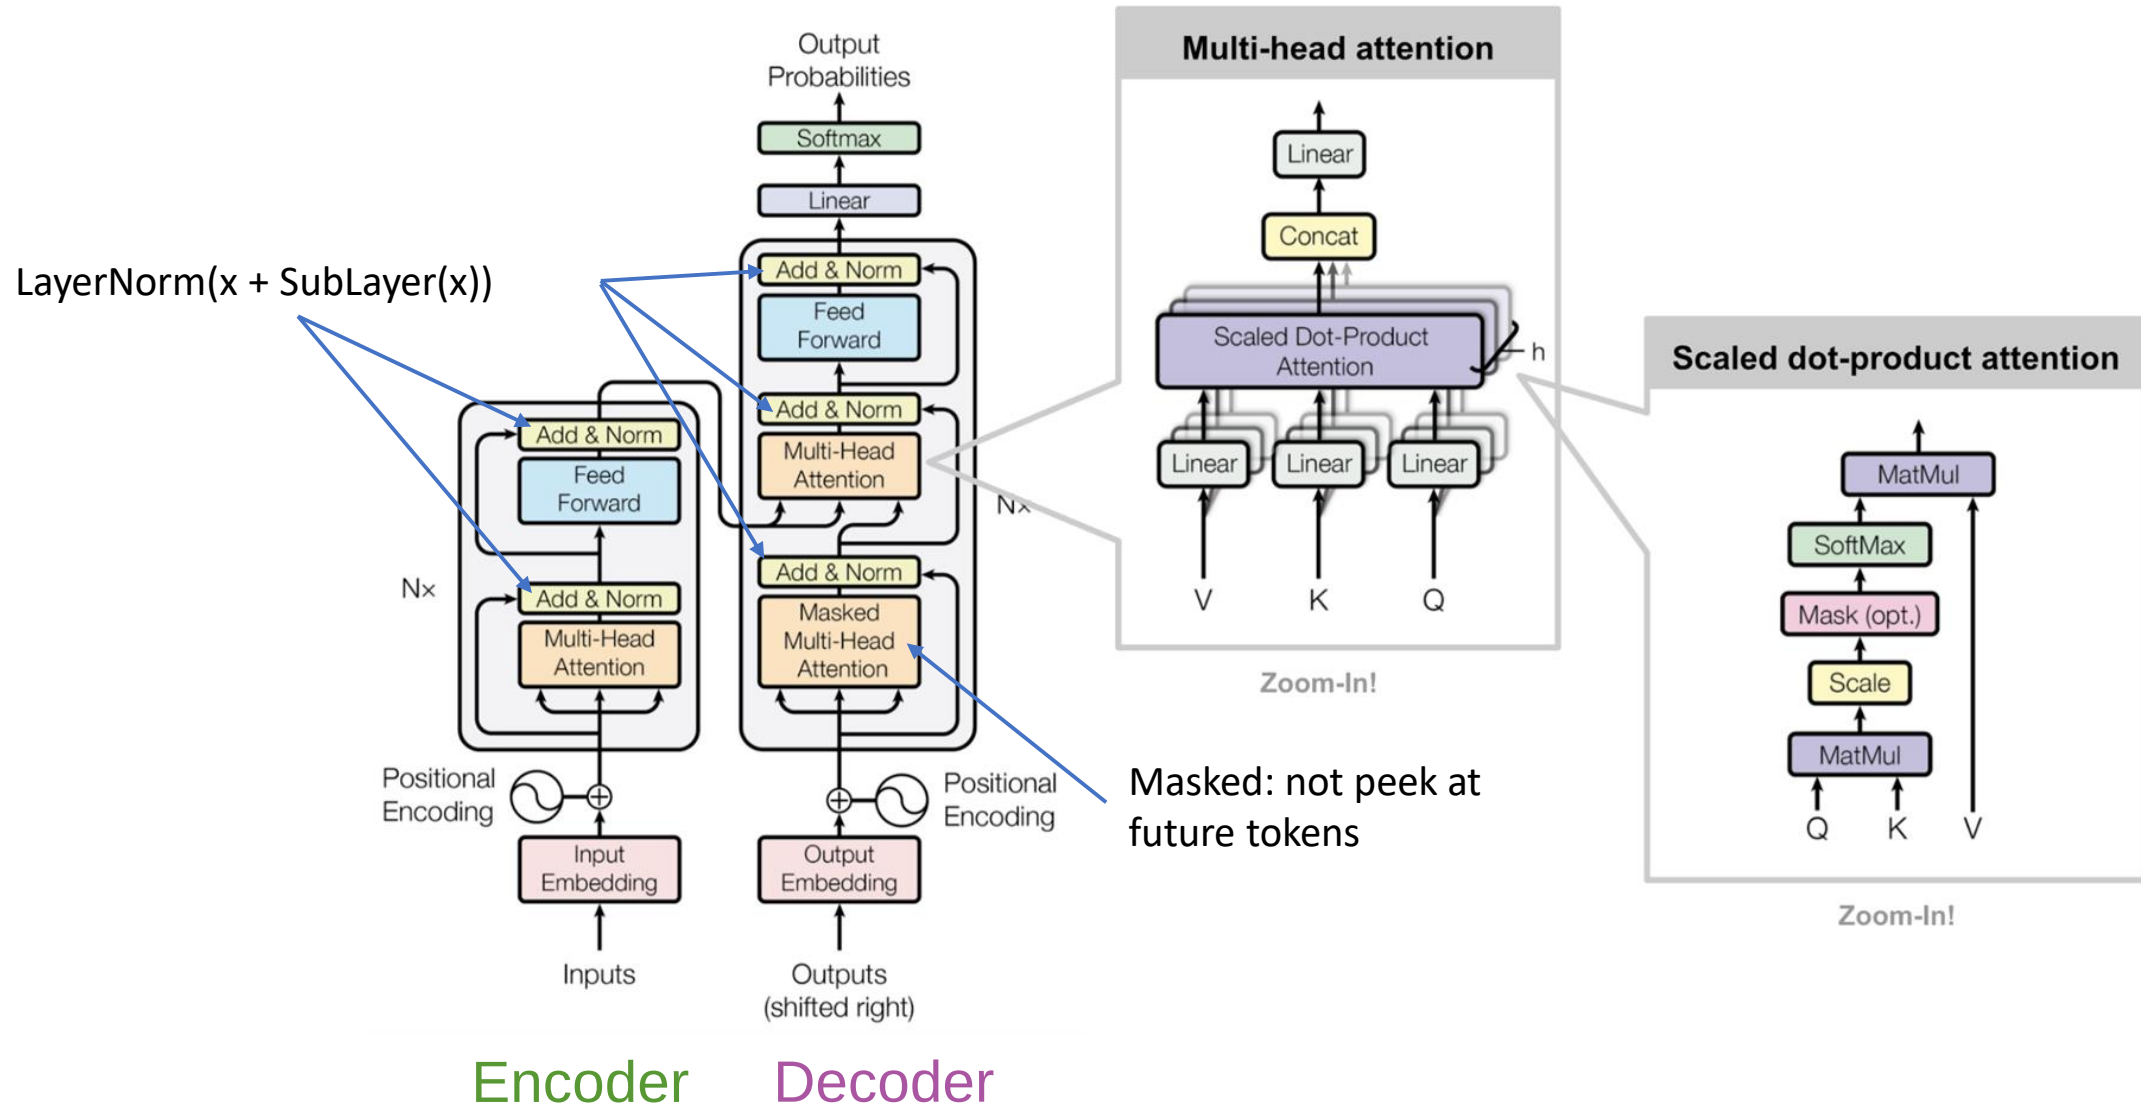 LayerNorm(x + SubLayer(x))
Output
Probabilities
Softmax
Linear
Add & Norm
Feed
Forward
Add & Norm
Multi-Head
Attention
Nx
Add & Norm
Masked
Multi-Head
Attention
Positional
Encoding
Output
Embedding
Outputs
(shifted right)
Decoder
Add & Norm
Feed
Forward
Nx
Add & Norm
Multi-Head
Attention
Positional
Encoding
Input
Embedding
Inputs
Encoder
Masked: not peek at
future tokens
Multi-head attention
Linear
Concat
Scaled Dot-Product
Attention
h
Linear Linear Linear
V K Q
Zoom-In!
Scaled dot-product attention
MatMul
SoftMax
Mask (opt.)
Scale
MatMul
Q K V
Zoom-In!